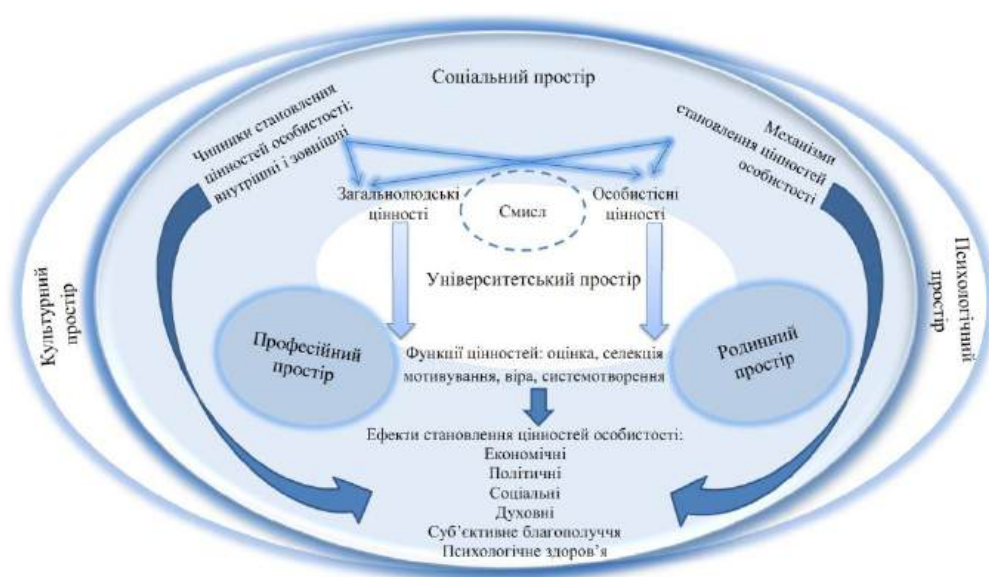 Соціальний простір
Чинники становлення
цінностей особистості:
внутрішні і зовнішні
Механізми
становлення цінностей
особистості
Загальнолюдські
цінності
Смисл
Особистісні
цінності
Культурний
простір
Психологічний
простір
Університетський простір
Професійний
простір
Родинний
простір
Функції цінностей: оцінка, селекція
мотивування, віра, системотворення
Ефекти становлення цінностей особистості:
Економічні
Політичні
Соціальні
Духовні
Суб’єктивне благополуччя
Психологічне здоров’я